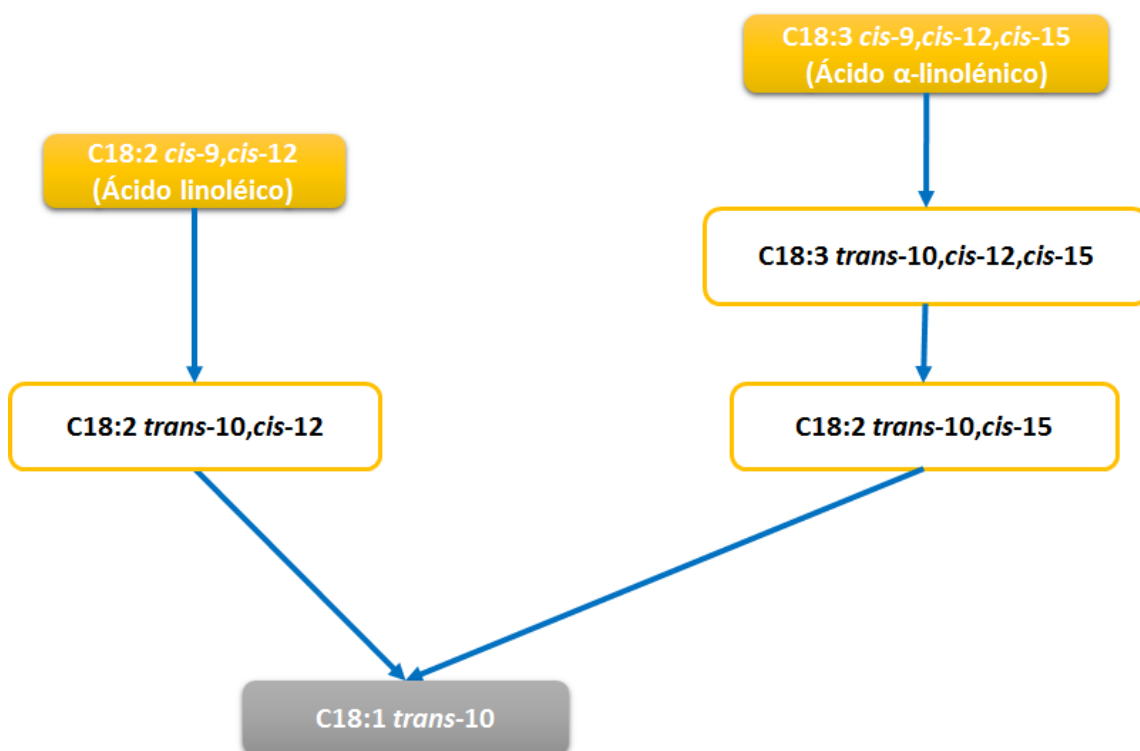 C18:3 cis-9,cis-12,cis-15
(Ácido α-linolénico)
C18:2 cis-9,cis-12
(Ácido linoléico)
C18:3 trans-10,cis-12,cis-15
C18:2 trans-10,cis-12
C18:2 trans-10,cis-15
C18:1 trans-10